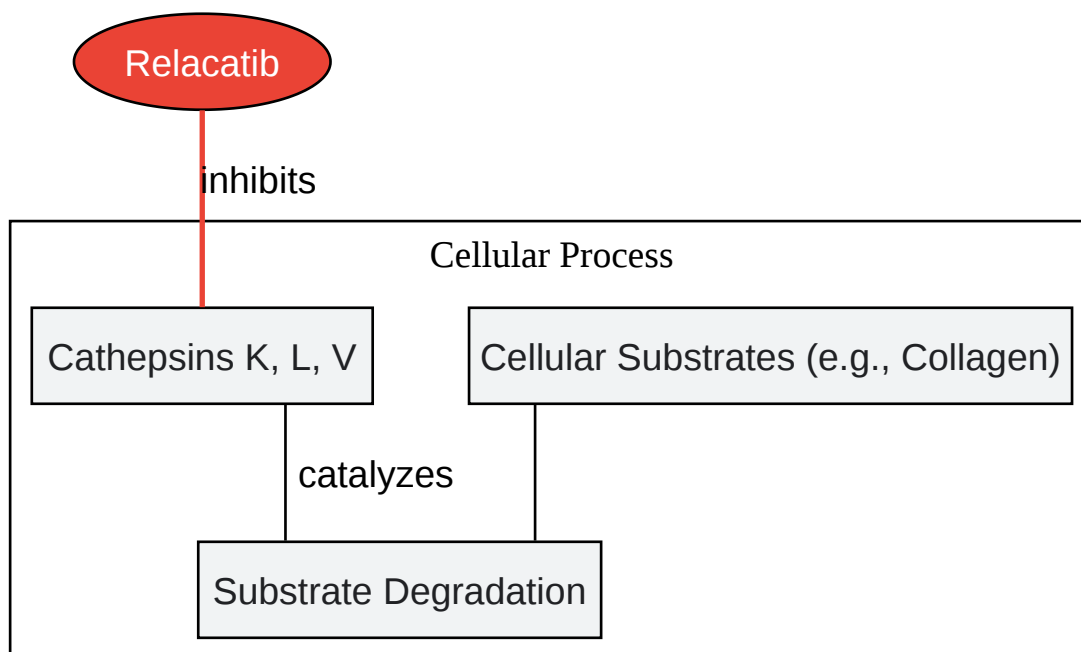 Relacatib
inhibits
Cellular Process
Cathepsins K, L, V
Cellular Substrates (e.g., Collagen)
catalyzes
Substrate Degradation